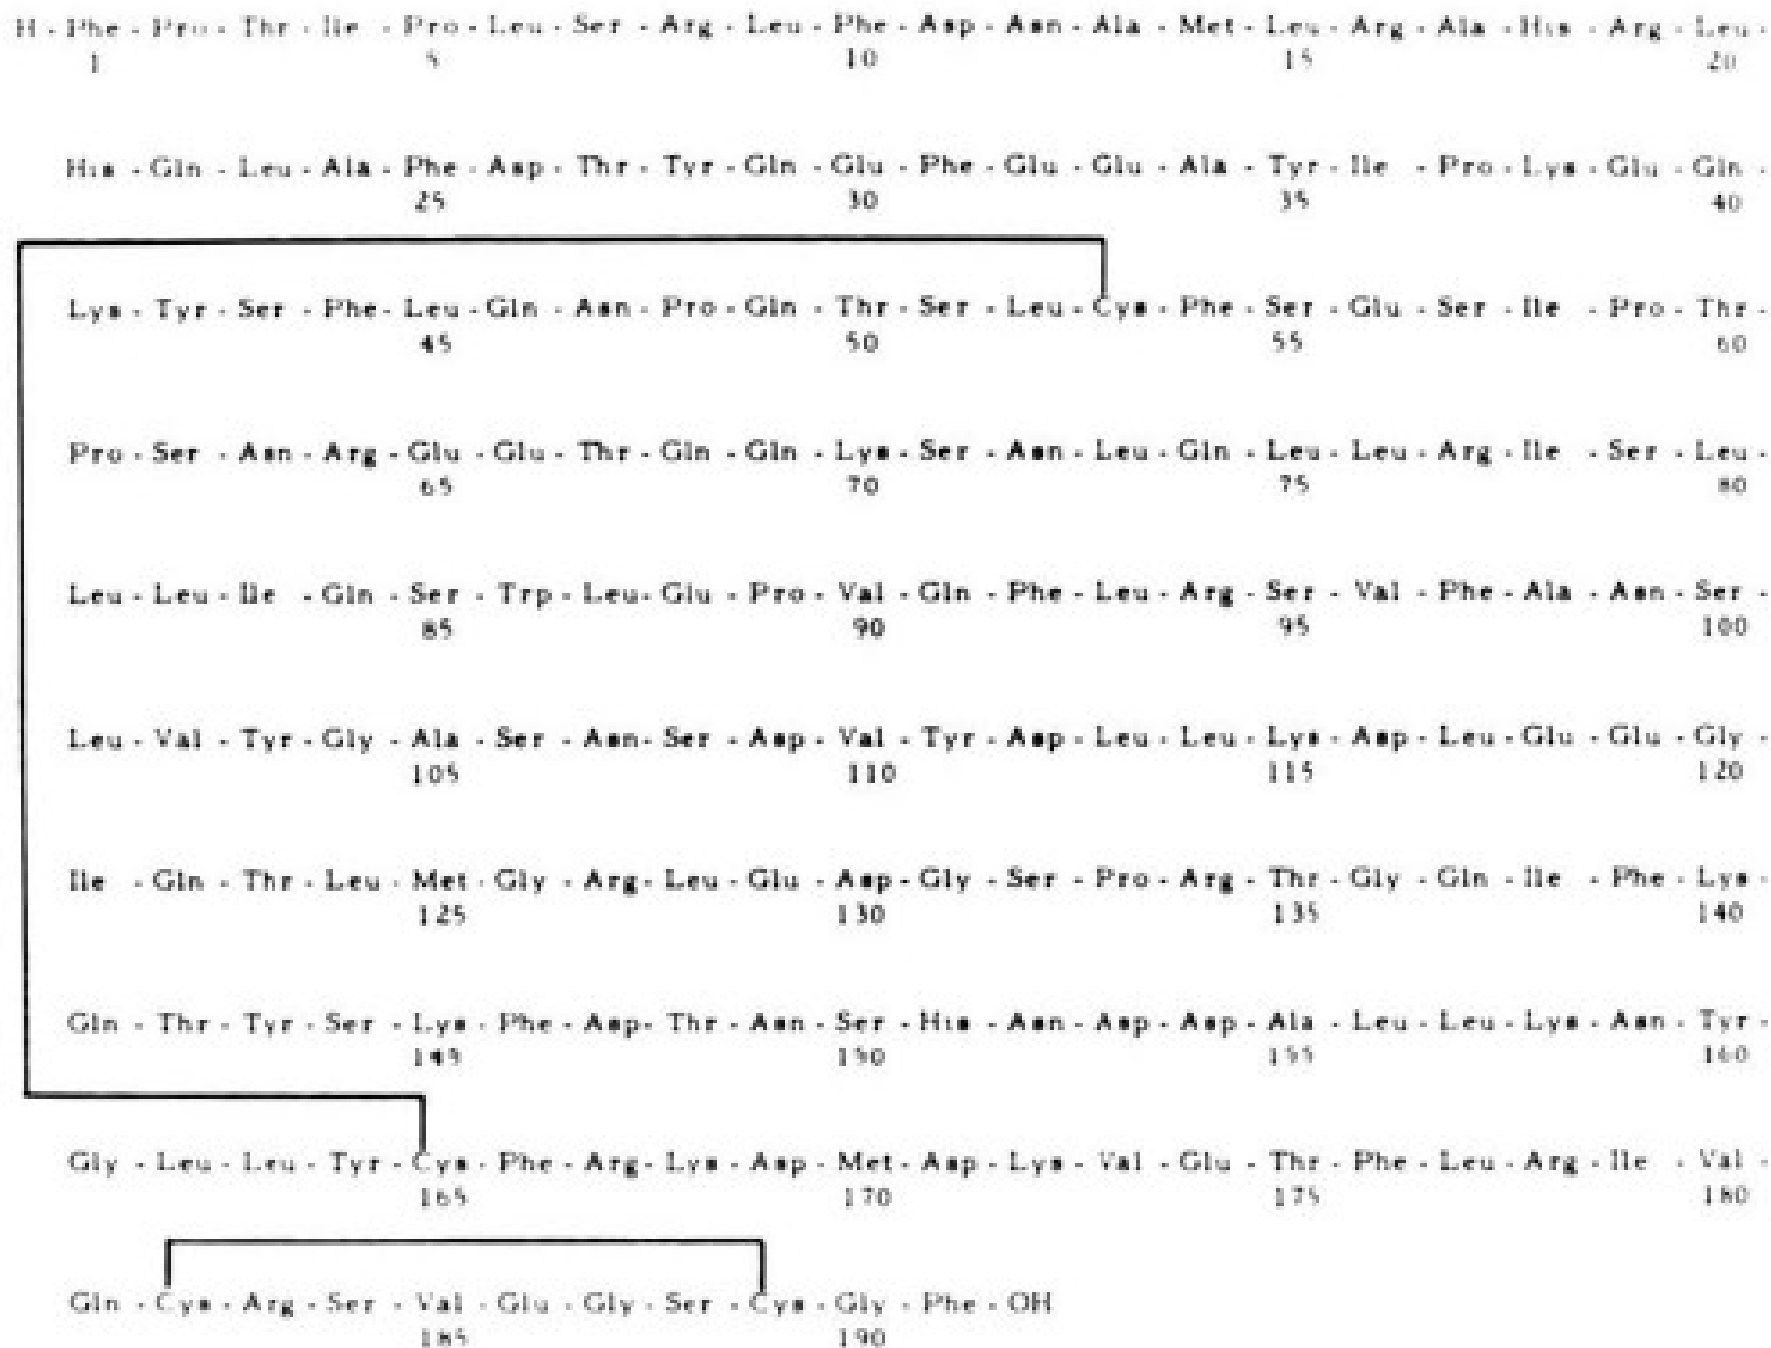 H - Phe - Pro - Thr - Ile - Pro - Leu - Ser - Arg - Leu - Phe - Asp - Asn - Ala - Met - Leu - Arg - Ala - His - Arg - Leu -
1 5 10 15 20
His - Gln - Leu - Ala - Phe - Asp - Thr - Tyr - Gln - Glu - Phe - Glu - Glu - Ala - Tyr - Ile - Pro - Lys - Glu - Gln -
25 30 35 40
Lys - Tyr - Ser - Phe - Leu - Gln - Asn - Pro - Gln - Thr - Ser - Leu - Cys - Phe - Ser - Glu - Ser - Ile - Pro - Thr -
45 50 55 60
Pro - Ser - Asn - Arg - Glu - Glu - Thr - Gln - Gln - Lys - Ser - Asn - Leu - Gln - Leu - Leu - Arg - Ile - Ser - Leu -
65 70 75 80
Leu - Leu - Ile - Gln - Ser - Trp - Leu - Glu - Pro - Val - Gln - Phe - Leu - Arg - Ser - Val - Phe - Ala - Asn - Ser -
85 90 95 100
Leu - Val - Tyr - Gly - Ala - Ser - Asn - Ser - Asp - Val - Tyr - Asp - Leu - Leu - Lys - Asp - Leu - Glu - Glu - Gly -
105 110 115 120
Ile - Gln - Thr - Leu - Met - Gly - Arg - Leu - Glu - Asp - Gly - Ser - Pro - Arg - Thr - Gly - Gln - Ile - Phe - Lys -
125 130 135 140
Gln - Thr - Tyr - Ser - Lys - Phe - Asp - Thr - Asn - Ser - His - Asn - Asp - Asp - Ala - Leu - Leu - Lys - Asn - Tyr -
145 150 155 160
Gly - Leu - Leu - Tyr - Cys - Phe - Arg - Lys - Asp - Met - Asp - Lys - Val - Glu - Thr - Phe - Leu - Arg - Ile - Val -
165 170 175 180
Gln - Cys - Arg - Ser - Val - Glu - Gly - Ser - Cys - Gly - Phe - OH
185 190